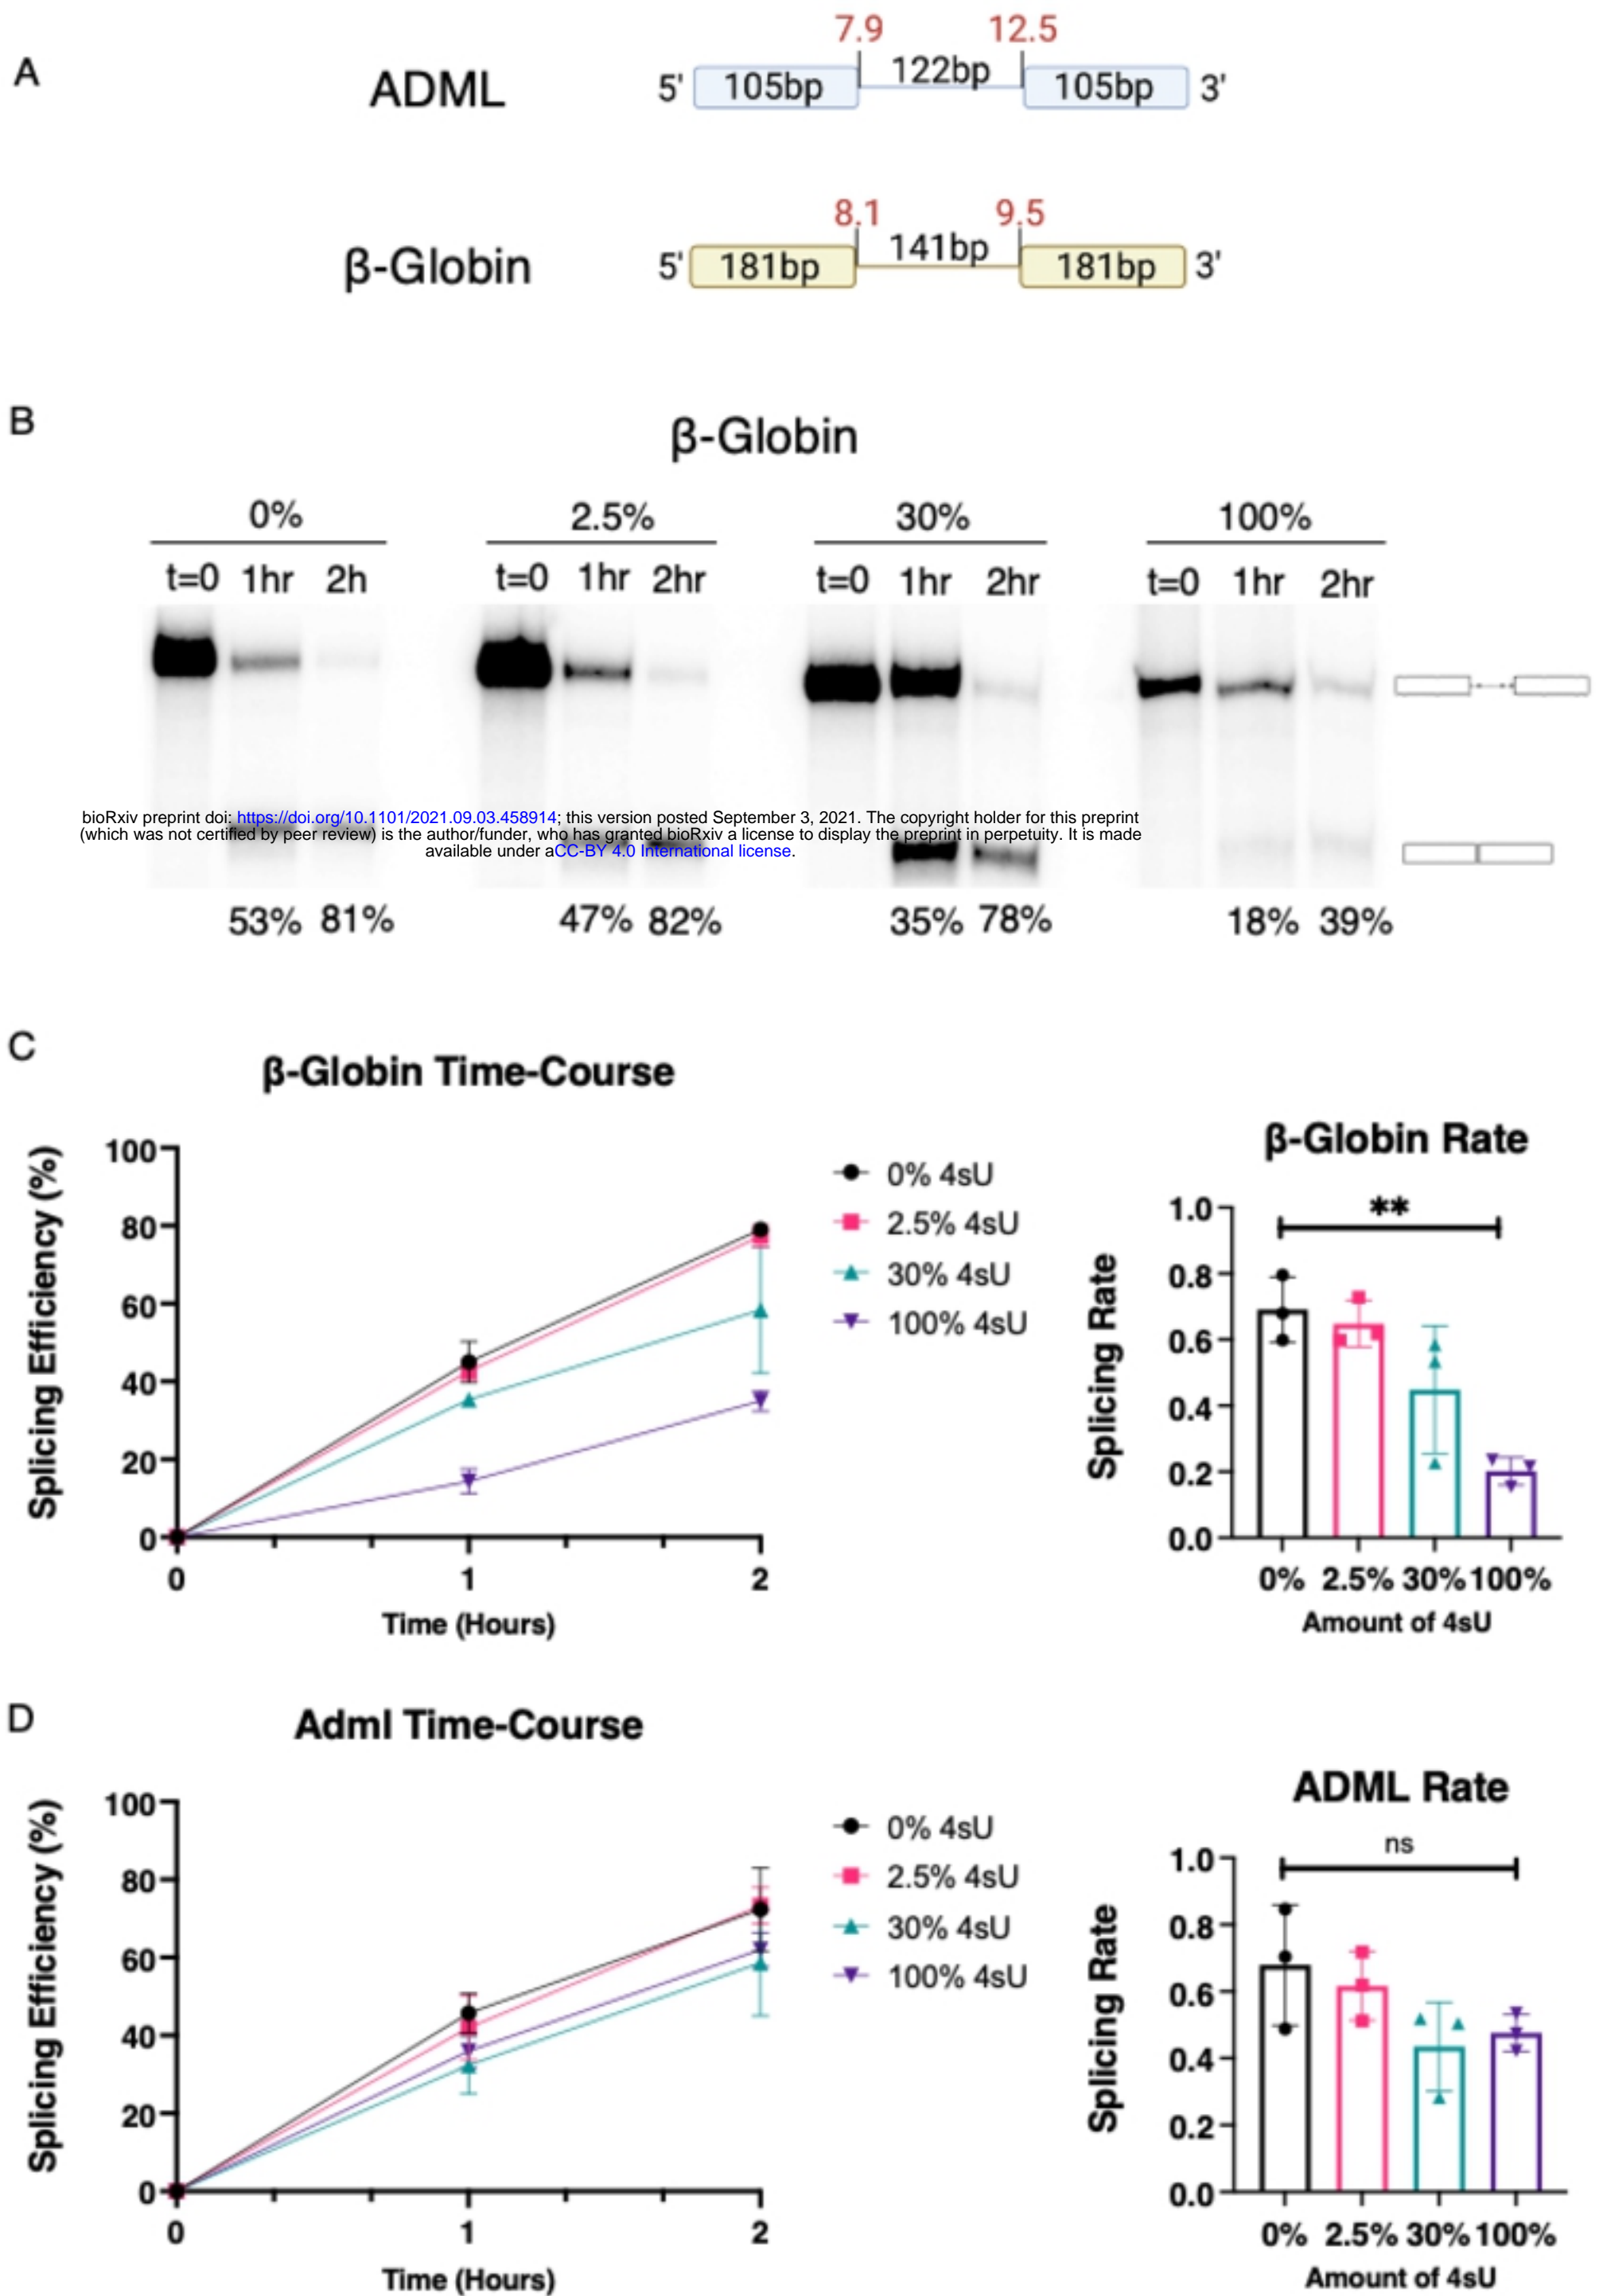 A
ADML
7.9 12.5
5' 105bp 122bp 105bp 3'
β-Globin
8.1 9.5
5' 181bp 141bp 181bp 3'
B
β-Globin
0% 2.5% 30% 100%
t=0 1hr 2h t=0 1hr 2hr t=0 1hr 2hr t=0 1hr 2hr
bioRxiv preprint doi: https://doi.org/10.1101/2021.09.03.458914; this version posted September 3, 2021. The copyright holder for this preprint
(which was not certified by peer review) is the author/funder, who has granted bioRxiv a license to display the preprint in perpetuity. It is made
available under aCC-BY 4.0 International license.
53% 81% 47% 82% 35% 78% 18% 39%
C
β-Globin Time-Course
Splicing Efficiency (%)
100
80
60
40
20
0
0 1 2
Time (Hours)
0% 4sU
2.5% 4sU
30% 4sU
100% 4sU
β-Globin Rate
**
Splicing Rate
1.0
0.8
0.6
0.4
0.2
0.0
0% 2.5% 30% 100%
Amount of 4sU
D
Adml Time-Course
Splicing Efficiency (%)
100
80
60
40
20
0
0 1 2
Time (Hours)
0% 4sU
2.5% 4sU
30% 4sU
100% 4sU
ADML Rate
ns
Splicing Rate
1.0
0.8
0.6
0.4
0.2
0.0
0% 2.5% 30% 100%
Amount of 4sU